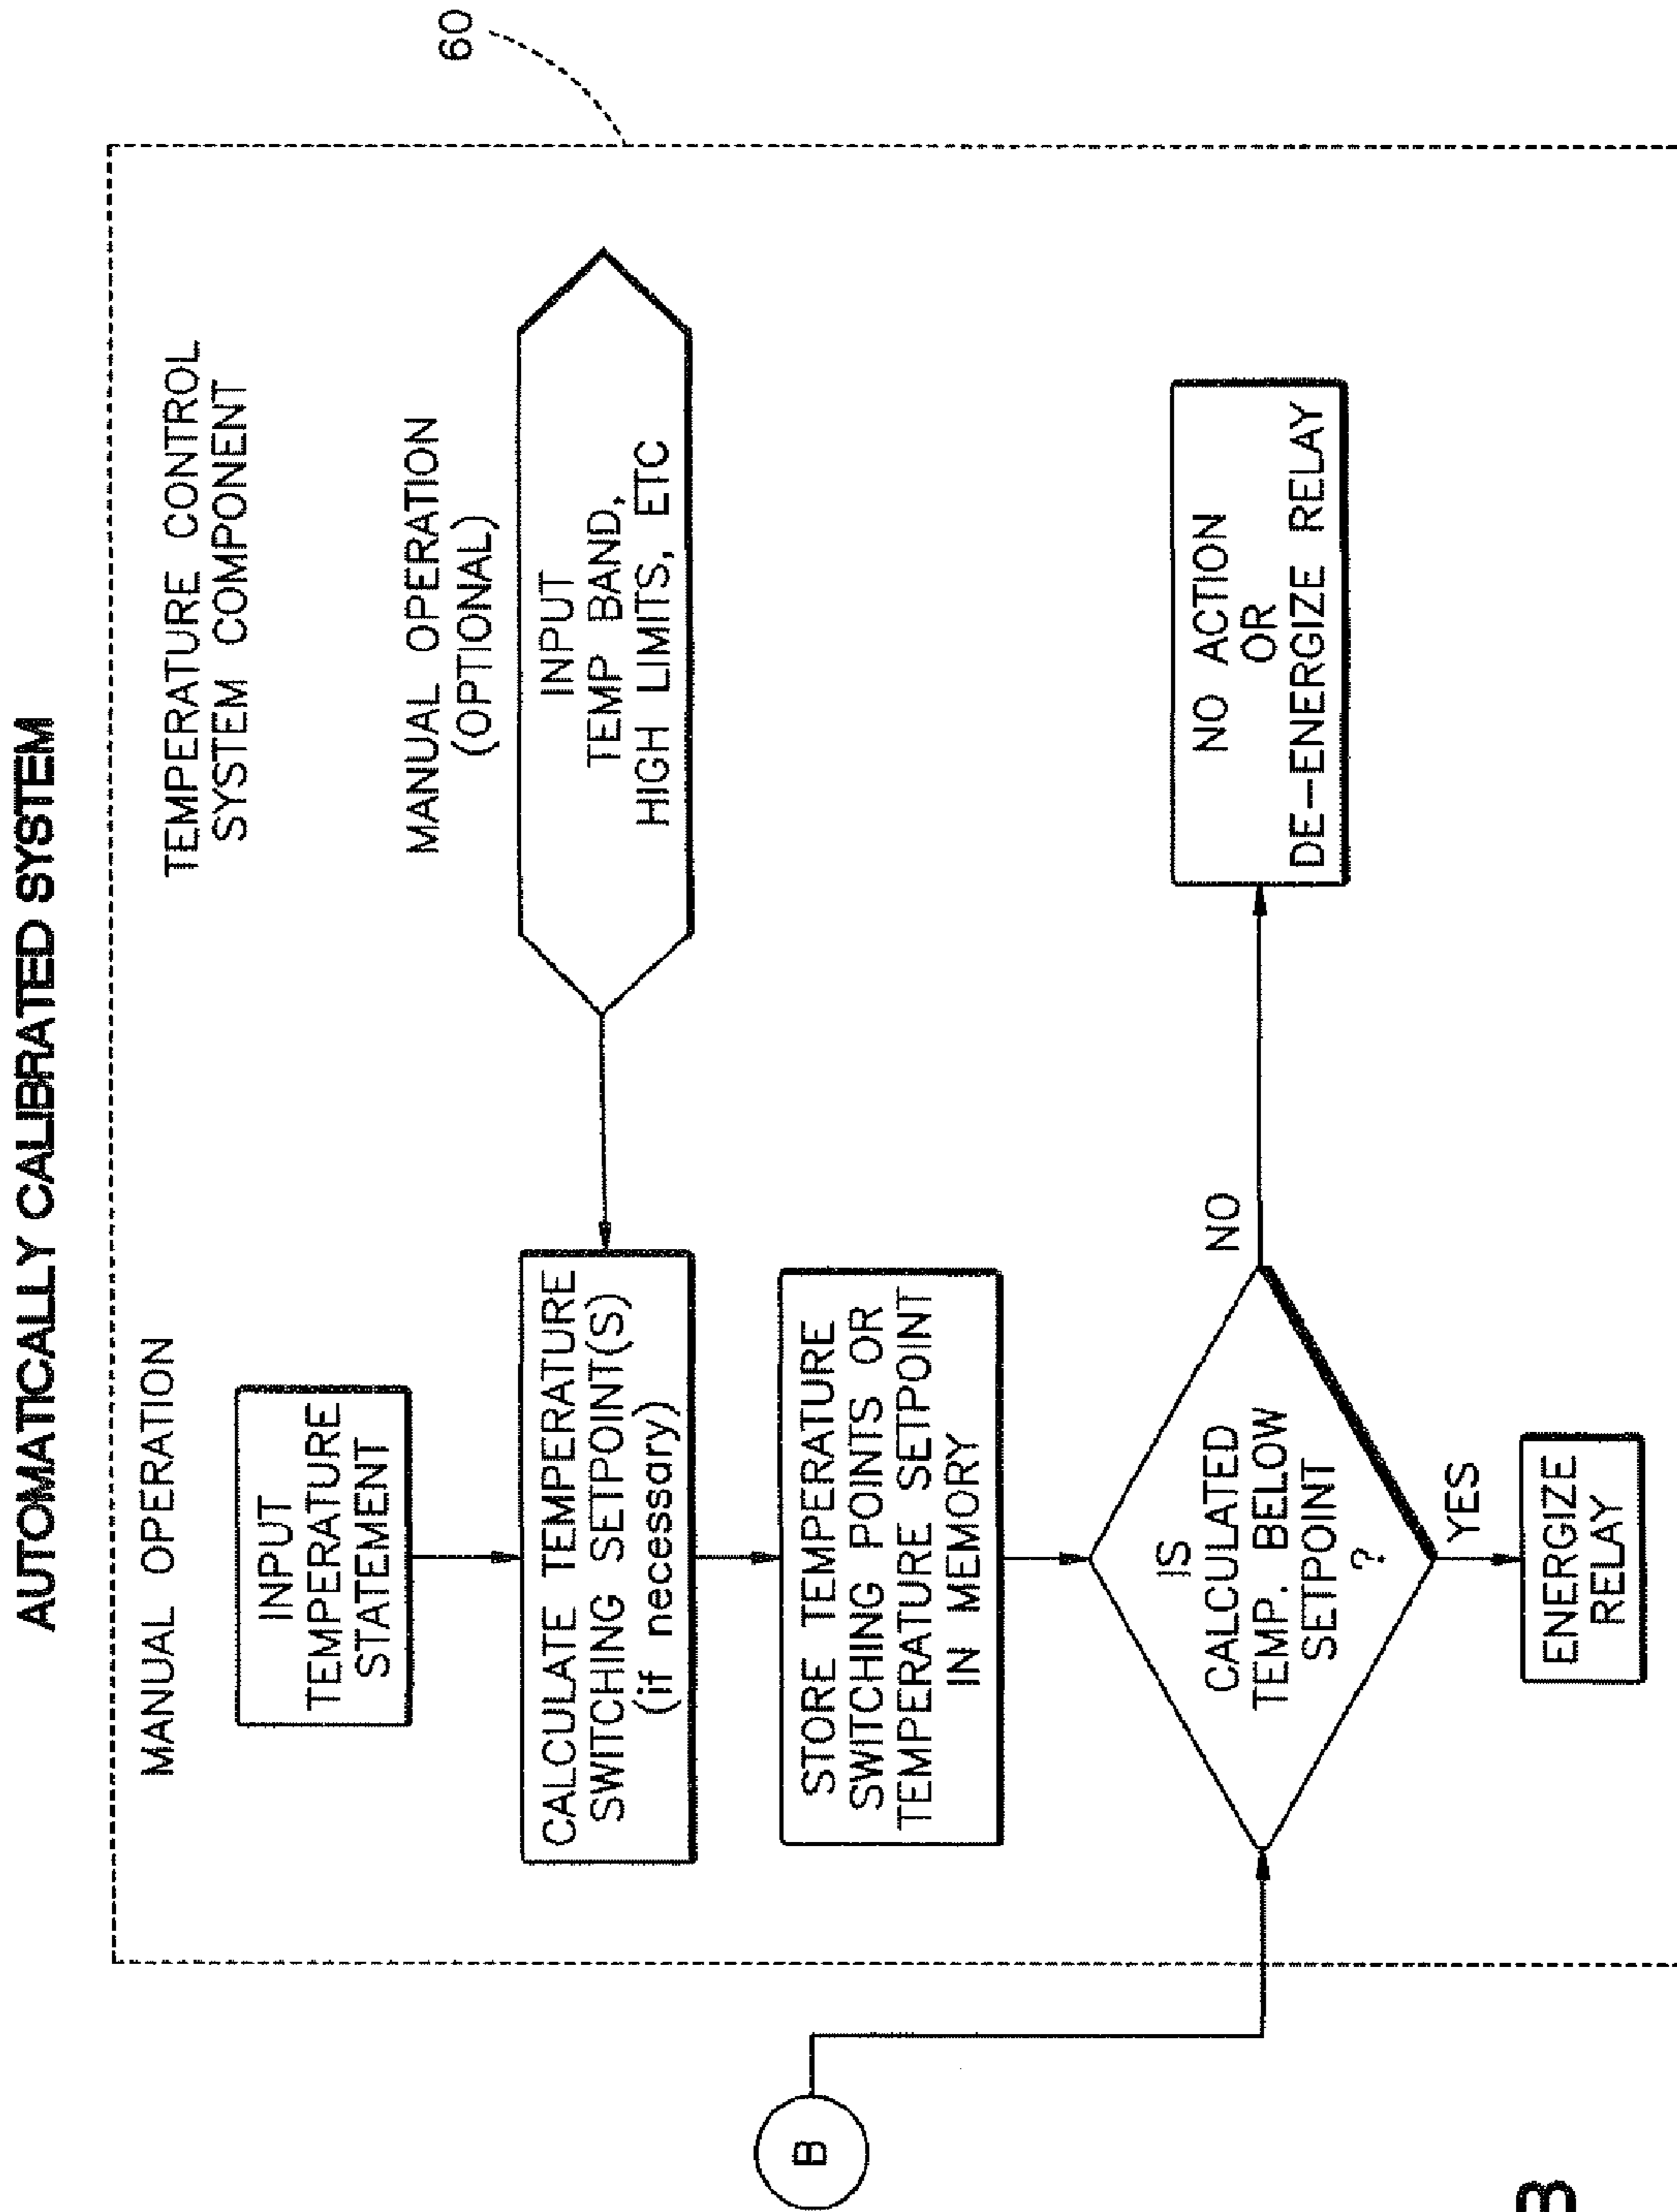 AUTOMATICALLY CALIBRATED SYSTEM
60
MANUAL OPERATION
TEMPERATURE CONTROL
SYSTEM COMPONENT
INPUT
TEMPERATURE
STATEMENT
MANUAL OPERATION
(OPTIONAL)
INPUT
TEMP BAND,
HIGH LIMITS, ETC
CALCULATE TEMPERATURE
SWITCHING SETPOINT(S)
(if necessary)
STORE TEMPERATURE
SWITCHING POINTS OR
TEMPERATURE SETPOINT
IN MEMORY
B
IS
CALCULATED
TEMP. BELOW
SETPOINT
?
NO
NO ACTION
OR
DE-ENERGIZE RELAY
YES
ENERGIZE
RELAY